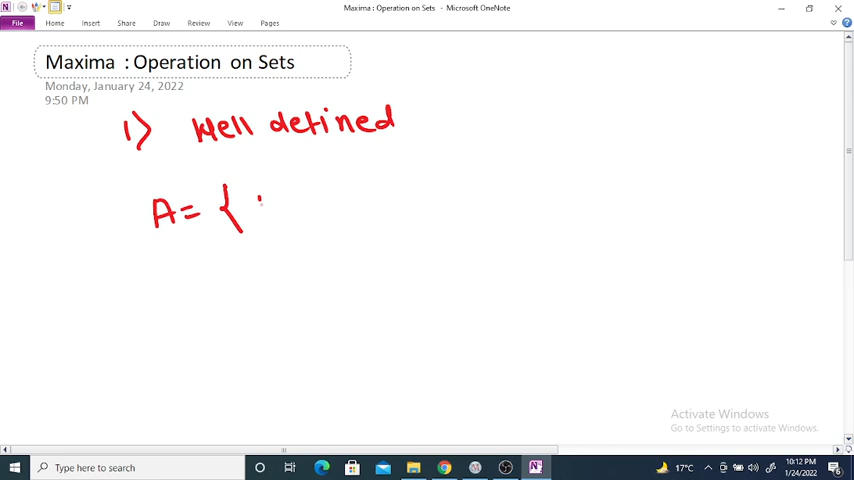 Maxima : Operation on Sets - Microsoft OneNote
File Home Insert Share Draw History Review View Pages
Maxima : Operation on Sets
Monday, January 24, 2022
9:50 PM
1) Well defined
A = {
Activate Windows
Go to Settings to activate Windows.
Type here to search
17°C
10:12 PM
1/24/2022
6